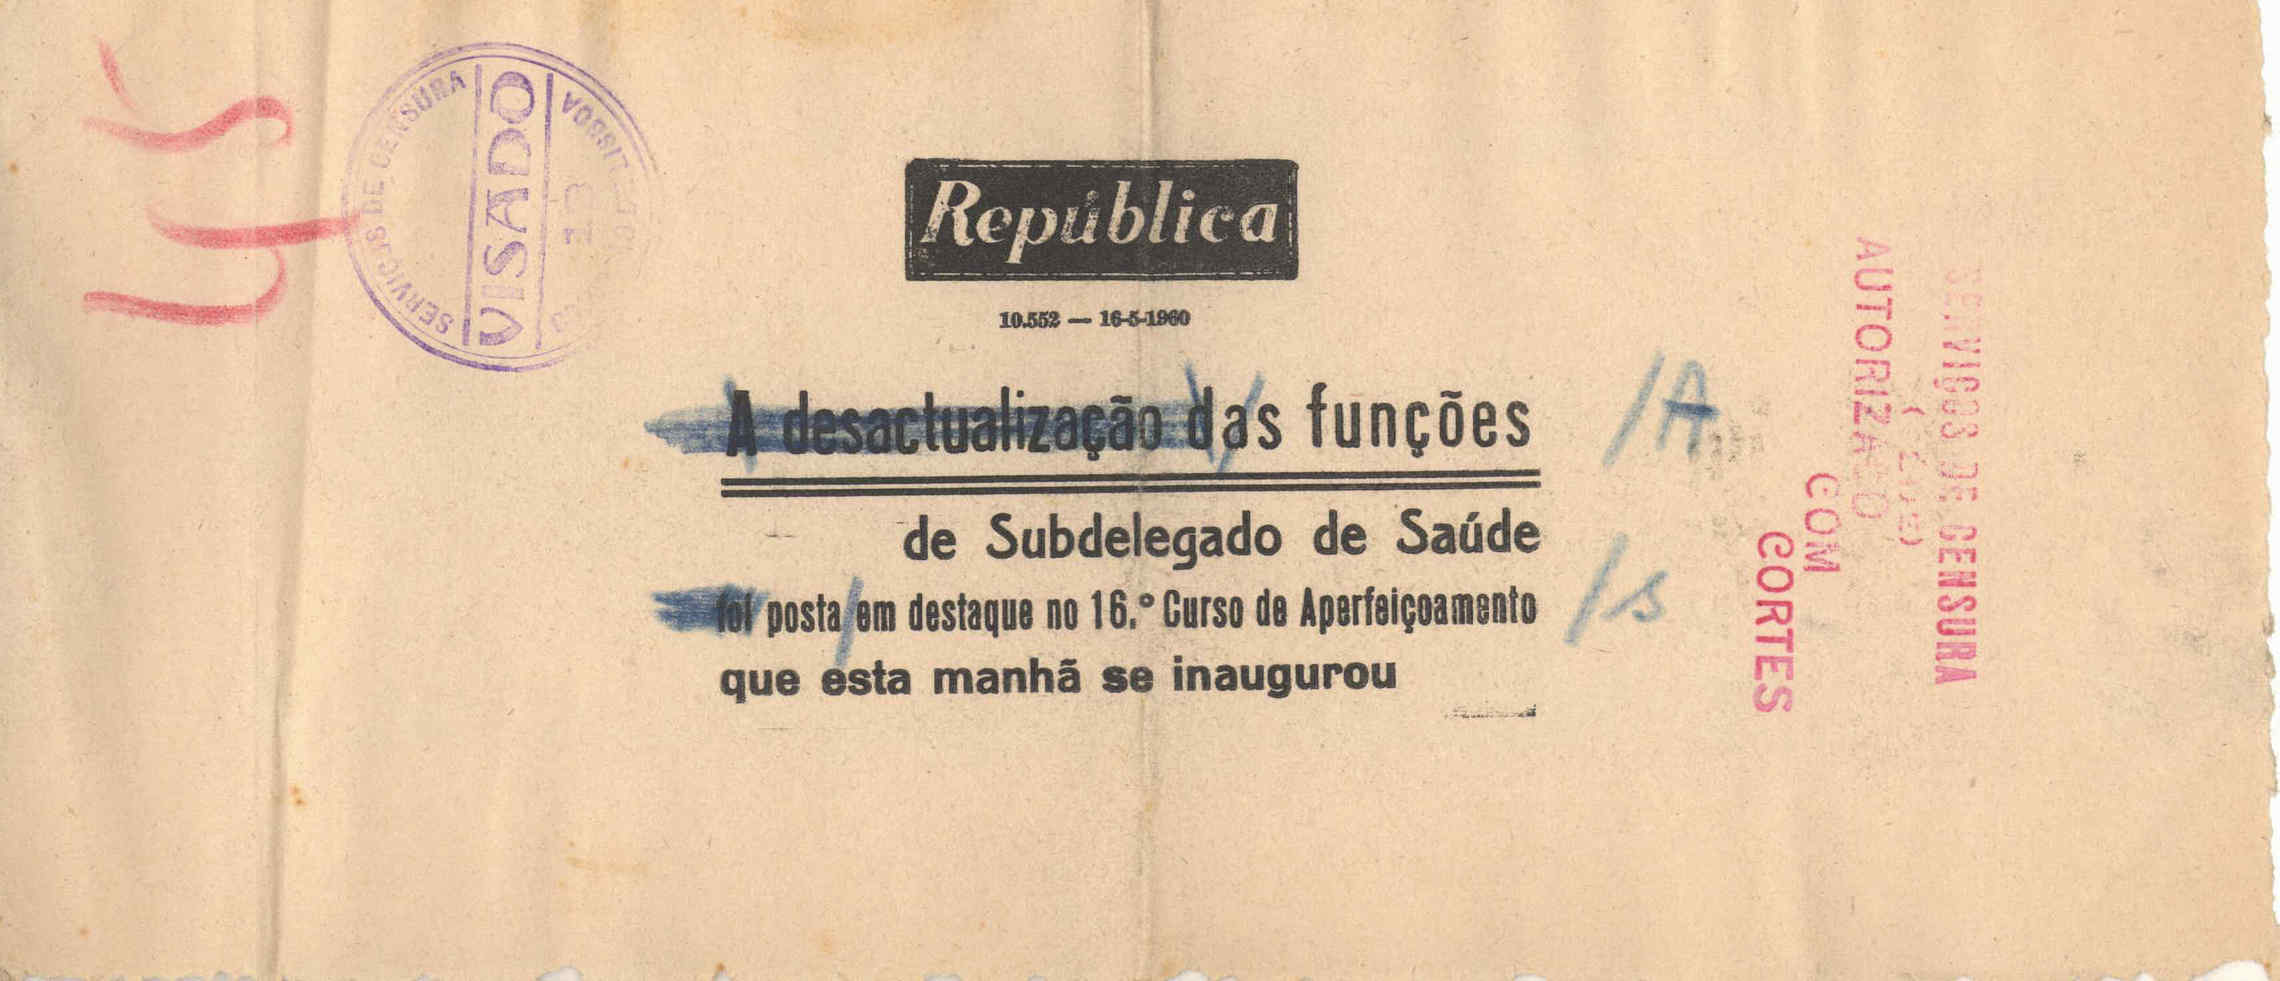 SERVIÇOS DE CENSURA
VISADO
República
10.552 — 16-5-1960
A desactualização das funções
/A
de Subdelegado de Saúde
foi posta em destaque no 16.º Curso de Aperfeiçoamento
/s
que esta manhã se inaugurou
SERVIÇOS DE CENSURA
AUTORIZADO
COM
CORTES